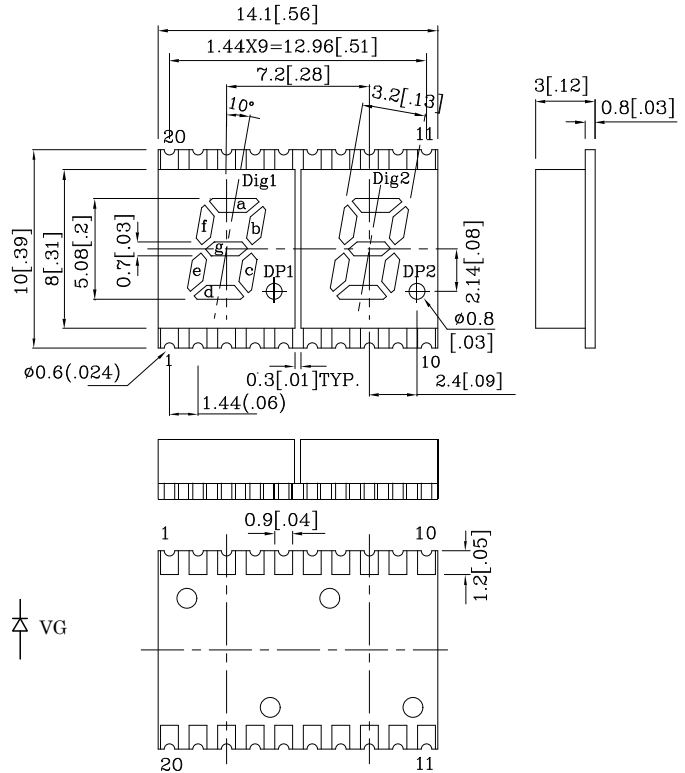 14.1[.56]
1.44X9=12.96[.51]
7.2[.28]
10°
3.2[.13]
3[.12]
0.8[.03]
20
11
Dig1
Dig2
a
b
f
g
e
c
d
DP1
DP2
10[.39]
8[.31]
5.08[.2]
0.7[.03]
2.14[.08]
ø0.8
[.03]
1
10
ø0.6(.024)
0.3[.01]TYP.
2.4[.09]
1.44(.06)
0.9[.04]
1
10
1.2[.05]
VG
20
11